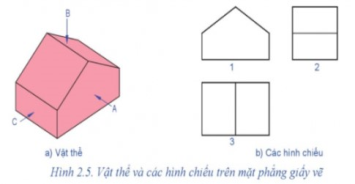 B
C
A
1
2
3
a) Vật thể
b) Các hình chiếu
Hình 2.5. Vật thể và các hình chiếu trên mặt phẳng giấy vẽ